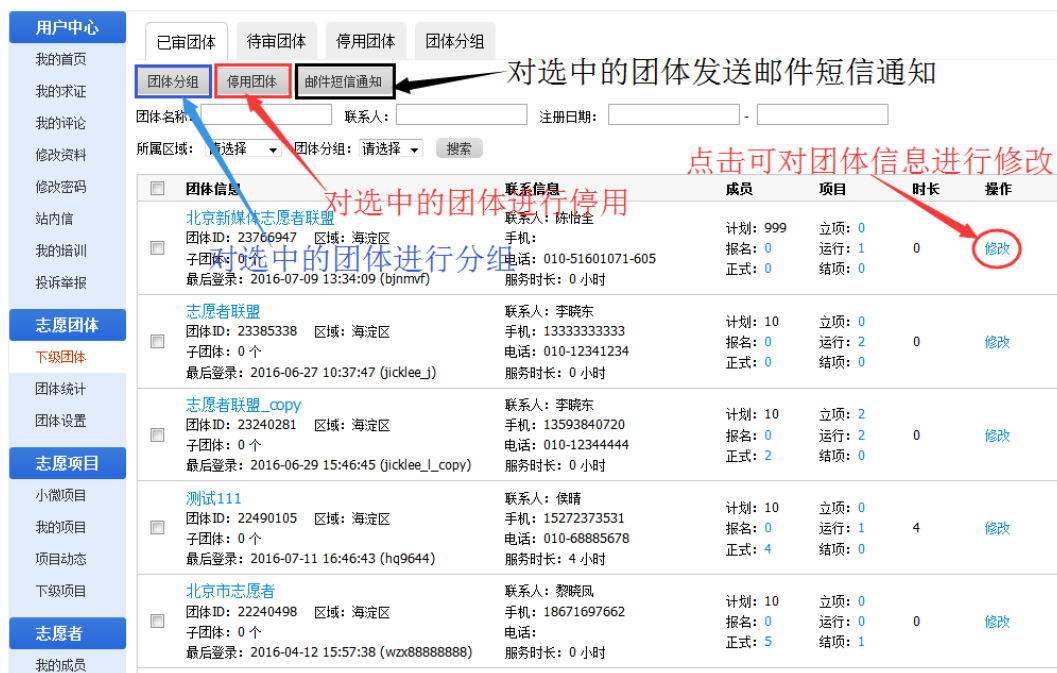 用户中心
我的首页
我的求证
我的评论
修改资料
修改密码
站内信
我的培训
投诉举报
志愿团体
下级团体
团体统计
团体设置
志愿项目
小微项目
我的项目
项目动态
下级项目
志愿者
我的成员
已审团体 待审团体 停用团体 团体分组
团体分组 停用团体 邮件短信通知
对选中的团体发送邮件短信通知
团体名称: 联系人: 注册日期: -
所属区域: 请选择 团体分组: 请选择 搜索
点击可对团体信息进行修改
团体信息 联系信息 成员 项目 时长 操作
对选中的团体进行停用
对选中的团体进行分组
北京新媒体志愿者联盟
团体ID: 23766947 区域: 海淀区
子团体: 0 个
最后登录: 2016-07-09 13:34:09 (bjnmvf)
联系人: 陈怡全
手机:
电话: 010-51601071-605
服务时长: 0 小时
计划: 999
报名: 0
正式: 0
立项: 0
运行: 1
结项: 0
0
修改
志愿者联盟
团体ID: 23385338 区域: 海淀区
子团体: 0 个
最后登录: 2016-06-27 10:37:47 (jicklee_j)
联系人: 李晓东
手机: 13333333333
电话: 010-12341234
服务时长: 0 小时
计划: 10
报名: 0
正式: 0
立项: 0
运行: 2
结项: 0
0
修改
志愿者联盟_copy
团体ID: 23240281 区域: 海淀区
子团体: 0 个
最后登录: 2016-06-29 15:46:45 (jicklee_l_copy)
联系人: 李晓东
手机: 13593840720
电话: 010-12344444
服务时长: 0 小时
计划: 10
报名: 0
正式: 2
立项: 2
运行: 2
结项: 0
0
修改
测试111
团体ID: 22490105 区域: 海淀区
子团体: 0 个
最后登录: 2016-07-11 16:46:43 (hq9644)
联系人: 侯晴
手机: 15272373531
电话: 010-68885678
服务时长: 4 小时
计划: 10
报名: 0
正式: 4
立项: 0
运行: 1
结项: 0
4
修改
北京市志愿者
团体ID: 22240498 区域: 海淀区
子团体: 0 个
最后登录: 2016-04-12 15:57:38 (wzx88888888)
联系人: 黎晓凤
手机: 18671697662
电话:
服务时长: 0 小时
计划: 10
报名: 0
正式: 5
立项: 0
运行: 0
结项: 1
0
修改